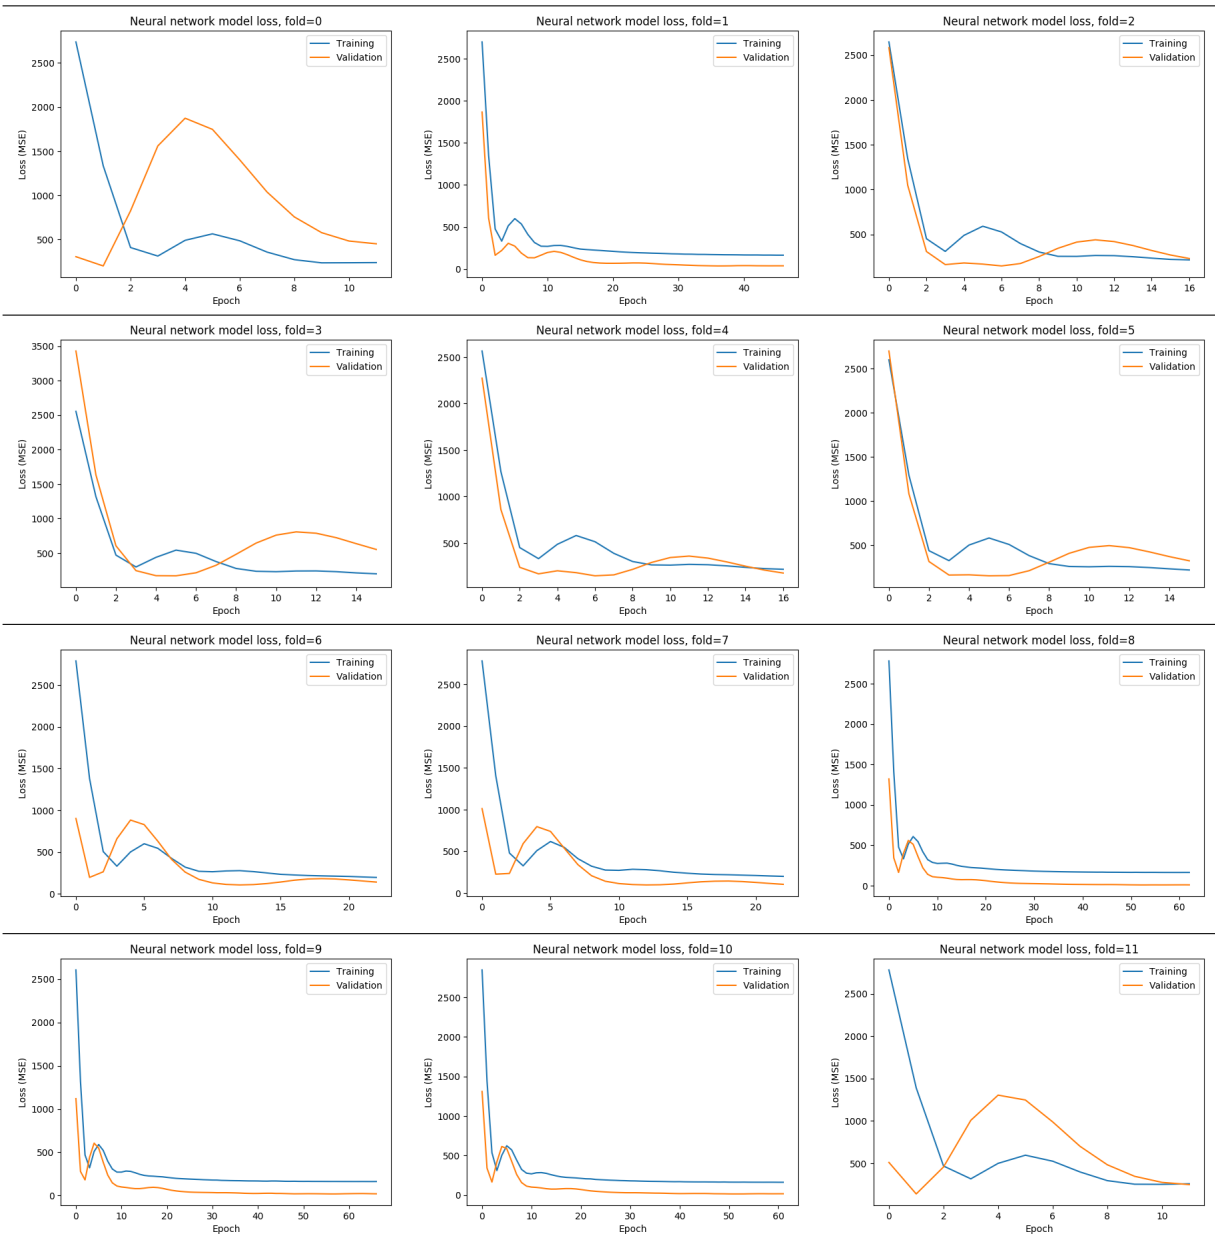 Neural network model loss, fold=0
Training
Validation
Loss (MSE)
2500
2000
1500
1000
500
0 2 4 6 8 10
Epoch
Neural network model loss, fold=1
Training
Validation
Loss (MSE)
2500
2000
1500
1000
500
0
0 10 20 30 40
Epoch
Neural network model loss, fold=2
Training
Validation
Loss (MSE)
2500
2000
1500
1000
500
0 2 4 6 8 10 12 14 16
Epoch
Neural network model loss, fold=3
Training
Validation
Loss (MSE)
3500
3000
2500
2000
1500
1000
500
0 2 4 6 8 10 12 14
Epoch
Neural network model loss, fold=4
Training
Validation
Loss (MSE)
2500
2000
1500
1000
500
0 2 4 6 8 10 12 14 16
Epoch
Neural network model loss, fold=5
Training
Validation
Loss (MSE)
2500
2000
1500
1000
500
0 2 4 6 8 10 12 14
Epoch
Neural network model loss, fold=6
Training
Validation
Loss (MSE)
2500
2000
1500
1000
500
0
0 5 10 15 20
Epoch
Neural network model loss, fold=7
Training
Validation
Loss (MSE)
2500
2000
1500
1000
500
0
0 5 10 15 20
Epoch
Neural network model loss, fold=8
Training
Validation
Loss (MSE)
2500
2000
1500
1000
500
0
0 10 20 30 40 50 60
Epoch
Neural network model loss, fold=9
Training
Validation
Loss (MSE)
2500
2000
1500
1000
500
0
0 10 20 30 40 50 60
Epoch
Neural network model loss, fold=10
Training
Validation
Loss (MSE)
2500
2000
1500
1000
500
0
0 10 20 30 40 50 60
Epoch
Neural network model loss, fold=11
Training
Validation
Loss (MSE)
2500
2000
1500
1000
500
0 2 4 6 8 10
Epoch